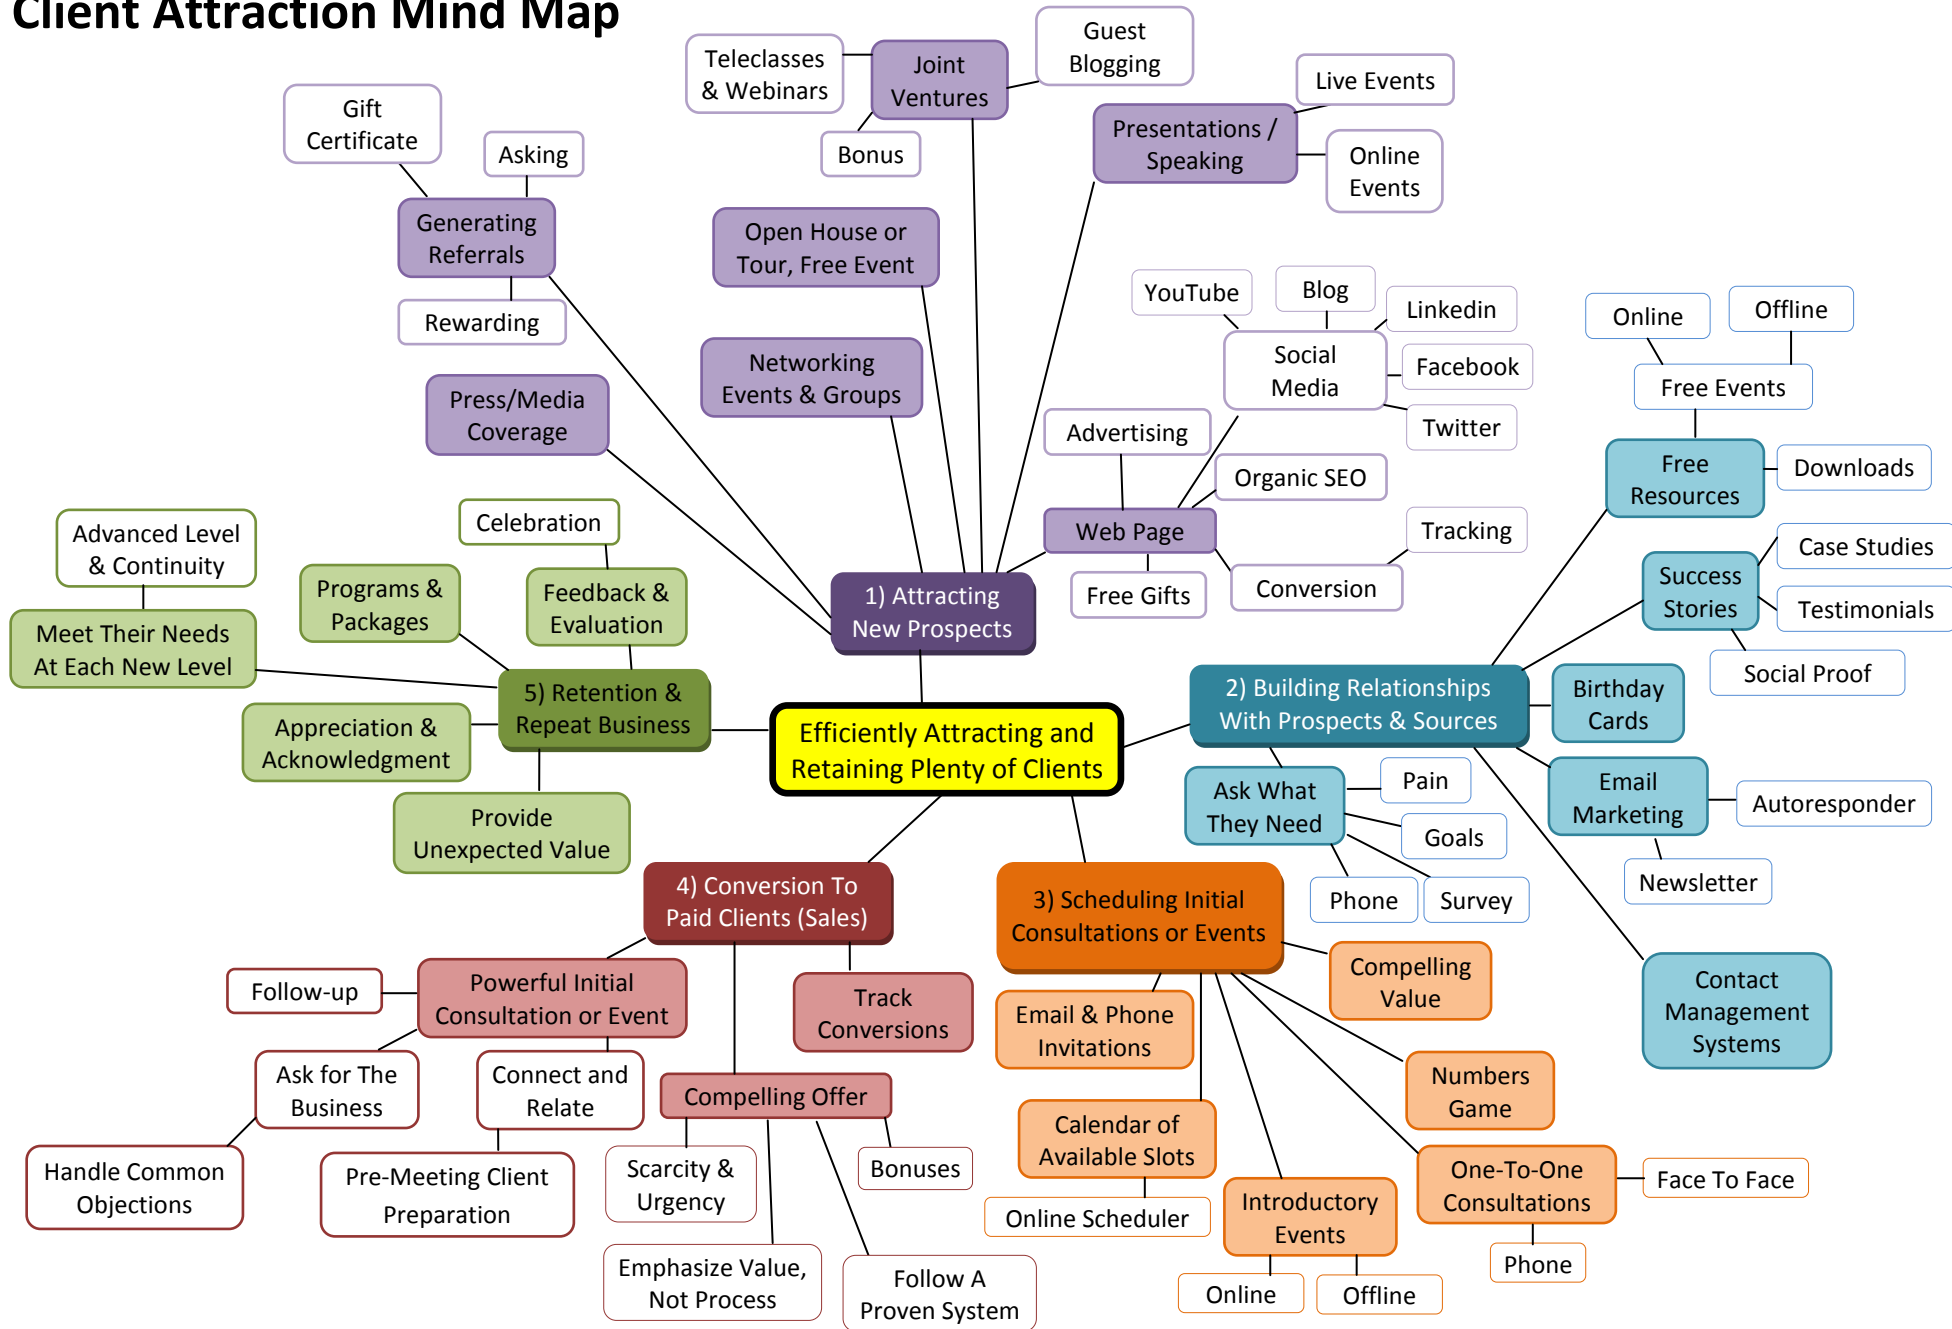 Client Attraction Mind Map
Teleclasses
& Webinars
Joint
Ventures
Guest
Blogging
Bonus
Live Events
Presentations /
Speaking
Online
Events
Gift
Certificate
Asking
Generating
Referrals
Rewarding
Open House or
Tour, Free Event
Networking
Events & Groups
Press/Media
Coverage
YouTube
Blog
Linkedin
Social
Media
Facebook
Twitter
Advertising
Organic SEO
Web Page
Tracking
Free Gifts
Conversion
1) Attracting
New Prospects
Online
Offline
Free Events
Free
Resources
Downloads
Success
Stories
Case Studies
Testimonials
Social Proof
2) Building Relationships
With Prospects & Sources
Birthday
Cards
Email
Marketing
Autoresponder
Newsletter
Ask What
They Need
Pain
Goals
Phone
Survey
Contact
Management
Systems
Advanced Level
& Continuity
Meet Their Needs
At Each New Level
Programs &
Packages
Celebration
Feedback &
Evaluation
5) Retention &
Repeat Business
Appreciation &
Acknowledgment
Provide
Unexpected Value
Efficiently Attracting and
Retaining Plenty of Clients
4) Conversion To
Paid Clients (Sales)
Follow-up
Powerful Initial
Consultation or Event
Track
Conversions
Ask for The
Business
Connect and
Relate
Handle Common
Objections
Pre-Meeting Client
Preparation
Compelling Offer
Scarcity &
Urgency
Bonuses
Emphasize Value,
Not Process
Follow A
Proven System
3) Scheduling Initial
Consultations or Events
Compelling
Value
Email & Phone
Invitations
Numbers
Game
Calendar of
Available Slots
Online Scheduler
Introductory
Events
Online
Offline
One-To-One
Consultations
Face To Face
Phone